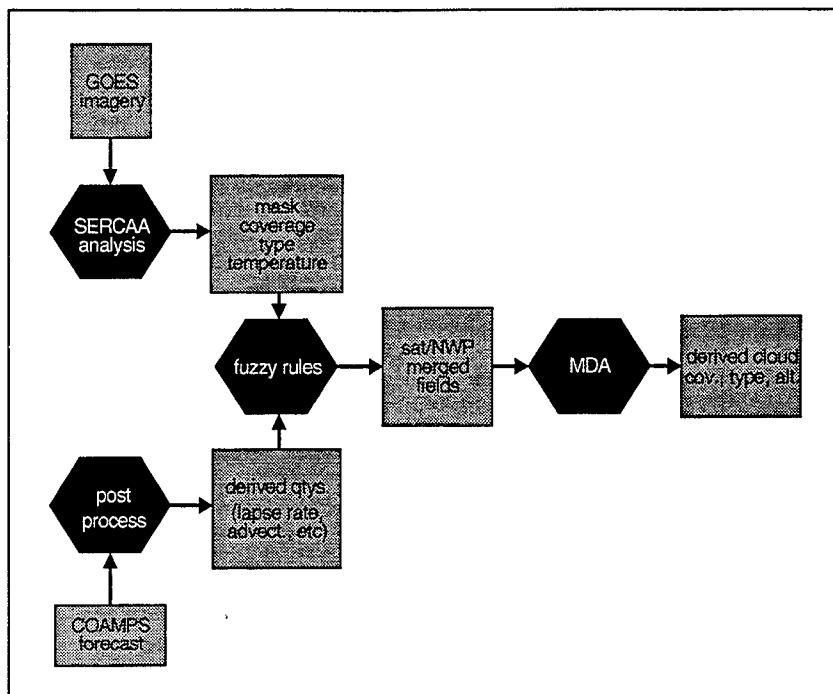 GOES
imagery
SERCAA
analysis
mask
coverage
type
temperature
fuzzy rules
sat/NWP
merged
fields
MDA
derived cloud
cov., type, alt.
post
process
derived qtys.
(lapse rate,
advect., etc)
COAMPS
forecast